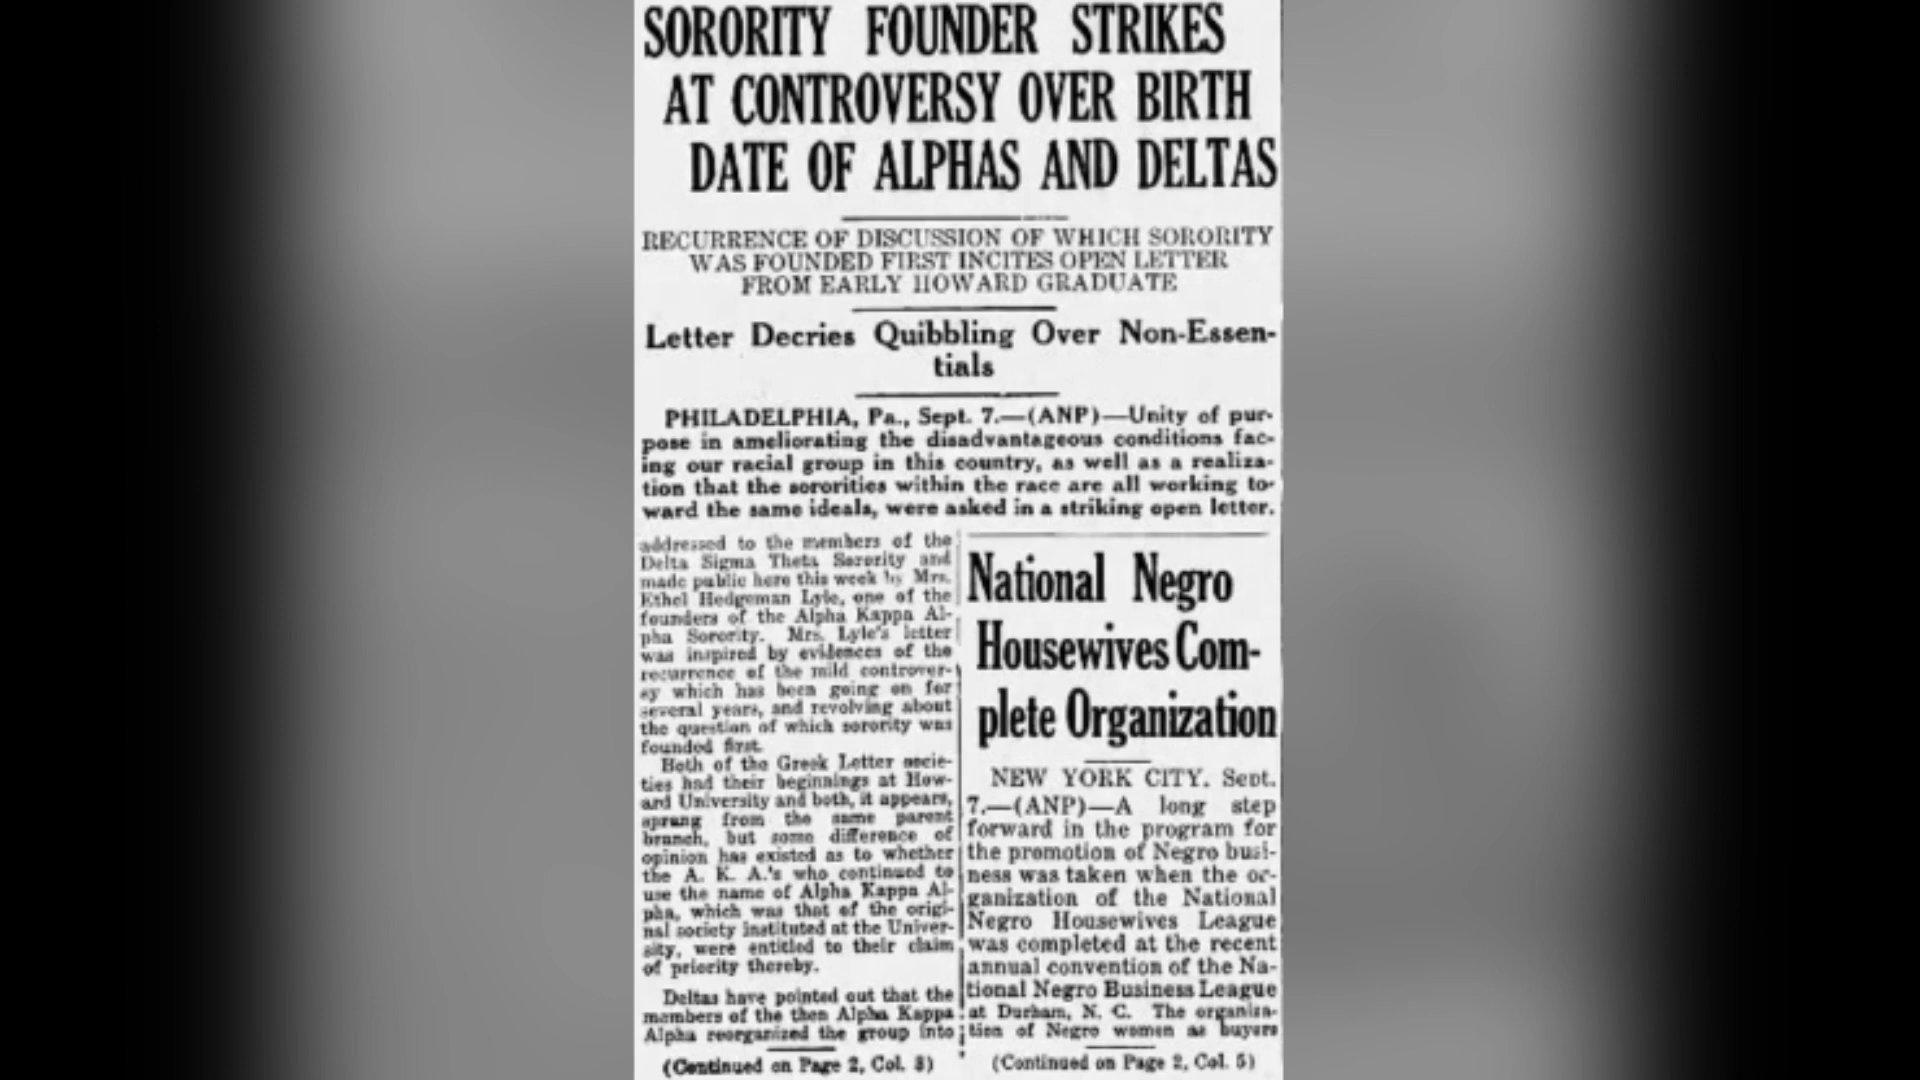 SORORITY FOUNDER STRIKES
AT CONTROVERSY OVER BIRTH
DATE OF ALPHAS AND DELTAS
RECURRENCE OF DISCUSSION OF WHICH SORORITY
WAS FOUNDED FIRST INCITES OPEN LETTER
FROM EARLY HOWARD GRADUATE
Letter Decries Quibbling Over Non-Essen-
tials
PHILADELPHIA, Pa., Sept. 7.—(ANP)—Unity of pur-
pose in ameliorating the disadvantageous conditions fac-
ing our racial group in this country, as well as a realiza-
tion that the sororities within the race are all working to-
ward the same ideals, were asked in a striking open letter.
addressed to the members of the
Delta Sigma Theta Sorority and
made public here this week by Mrs.
Ethel Hedgeman Lyle, one of the
founders of the Alpha Kappa Al-
pha Sorority. Mrs. Lyle's letter
was inspired by evidences of the
recurrence of the mild controver-
sy which has been going on for
several years, and revolving about
the question of which sorority was
founded first.
Both of the Greek Letter socie-
ties had their beginnings at How-
ard University and both, it appears,
sprang from the same parent
branch, but some difference of
opinion has existed as to whether
the A. K. A.'s who continued to
use the name of Alpha Kappa Al-
pha, which was that of the origi-
nal society instituted at the Univer-
sity, were entitled to their claim
of priority thereby.
Deltas have pointed out that the
members of the then Alpha Kappa
Alpha reorganized the group into
(Continued on Page 2, Col. 3)
National Negro
Housewives Com-
plete Organization
NEW YORK CITY. Sept.
7.—(ANP)—A long step
forward in the program for
the promotion of Negro busi-
ness was taken when the or-
ganization of the National
Negro Housewives League
was completed at the recent
annual convention of the Na-
tional Negro Business League
at Durham, N. C. The organiza-
tion of Negro women as buyers
(Continued on Page 2, Col. 5)